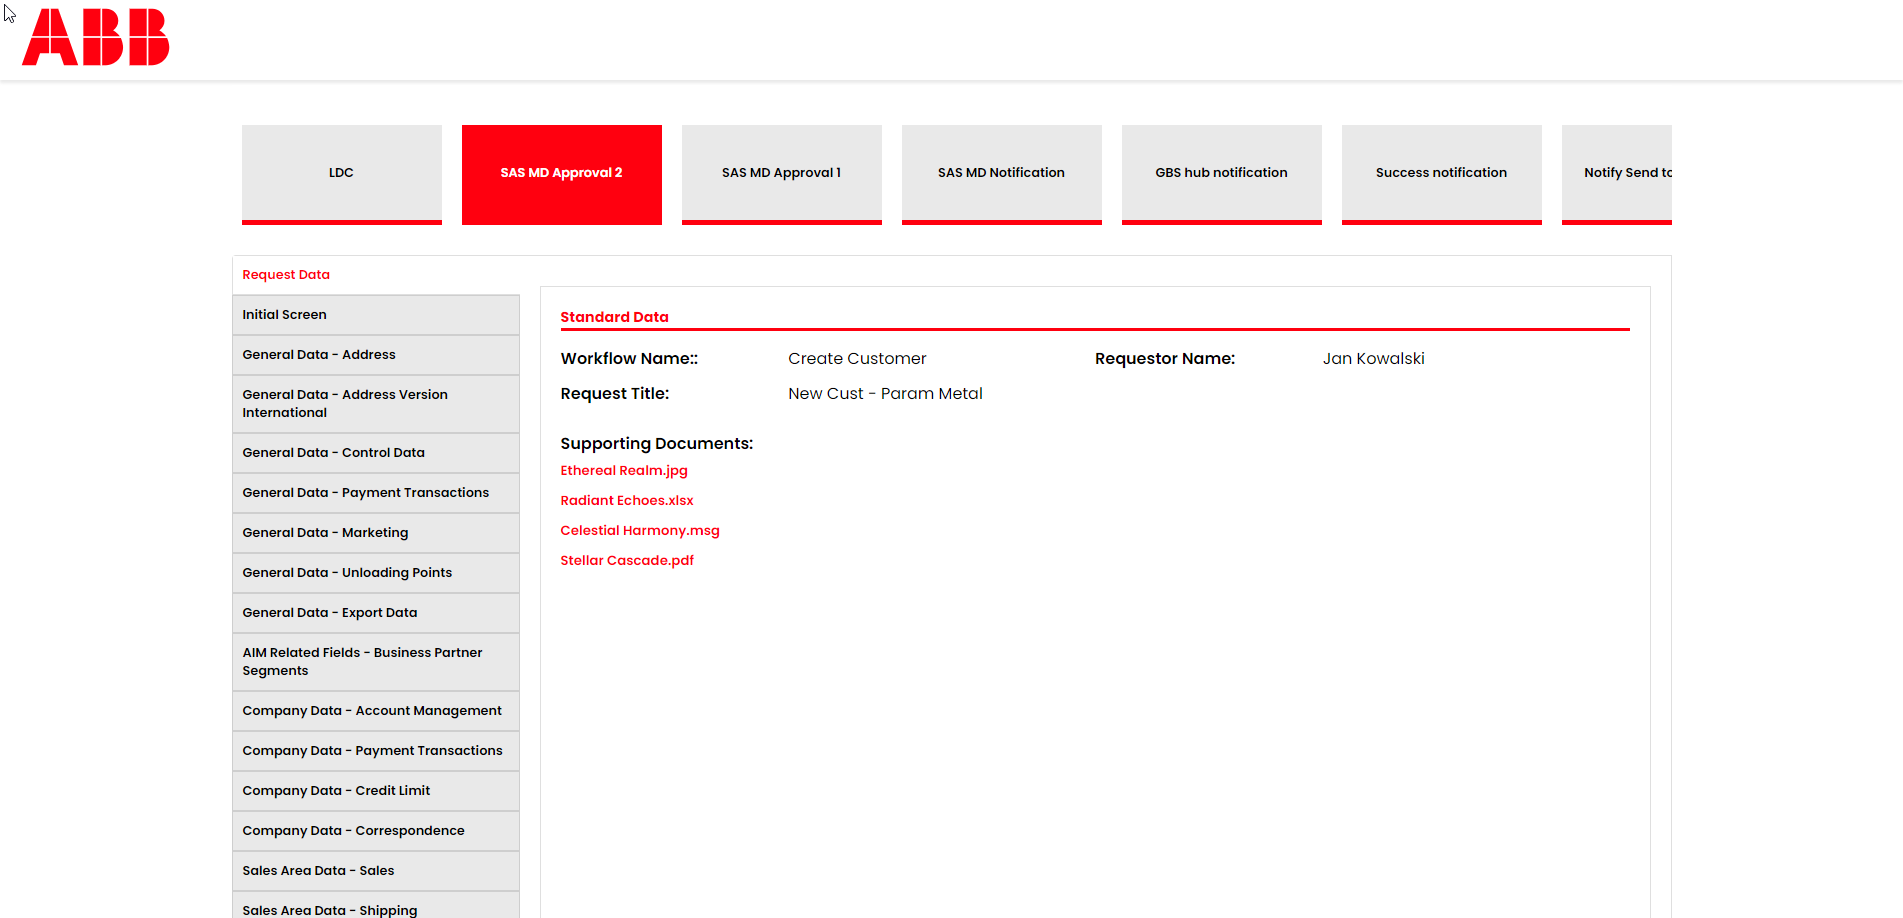 ABB
LDC
SAS MD Approval 2
SAS MD Approval 1
SAS MD Notification
GBS hub notification
Success notification
Notify Send to
Request Data
Initial Screen
General Data - Address
General Data - Address Version
International
General Data - Control Data
General Data - Payment Transactions
General Data - Marketing
General Data - Unloading Points
General Data - Export Data
AIM Related Fields - Business Partner
Segments
Company Data - Account Management
Company Data - Payment Transactions
Company Data - Credit Limit
Company Data - Correspondence
Sales Area Data - Sales
Sales Area Data - Shipping
Standard Data
Workflow Name:: Create Customer Requestor Name: Jan Kowalski
Request Title: New Cust - Param Metal
Supporting Documents:
Ethereal Realm.jpg
Radiant Echoes.xlsx
Celestial Harmony.msg
Stellar Cascade.pdf